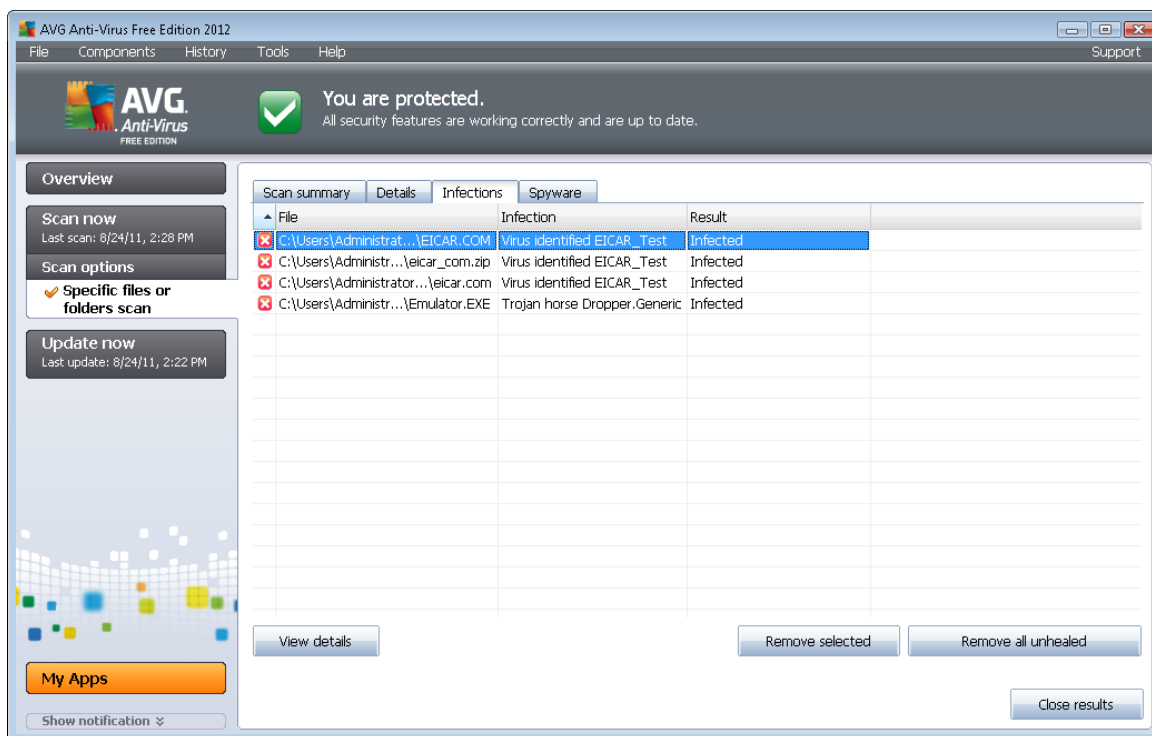 AVG Anti-Virus Free Edition 2012
File Components History Tools Help Support
AVG.
Anti-Virus
FREE EDITION
You are protected.
All security features are working correctly and are up to date.
Overview
Scan now
Last scan: 8/24/11, 2:28 PM
Scan options
Specific files or
folders scan
Update now
Last update: 8/24/11, 2:22 PM
My Apps
Show notification
Scan summary Details Infections Spyware
File Infection Result
C:\Users\Administrat...\EICAR.COM Virus identified EICAR_Test Infected
C:\Users\Administr...\eicar_com.zip Virus identified EICAR_Test Infected
C:\Users\Administrator...\eicar.com Virus identified EICAR_Test Infected
C:\Users\Administr...\Emulator.EXE Trojan horse Dropper.Generic Infected
View details Remove selected Remove all unhealed
Close results